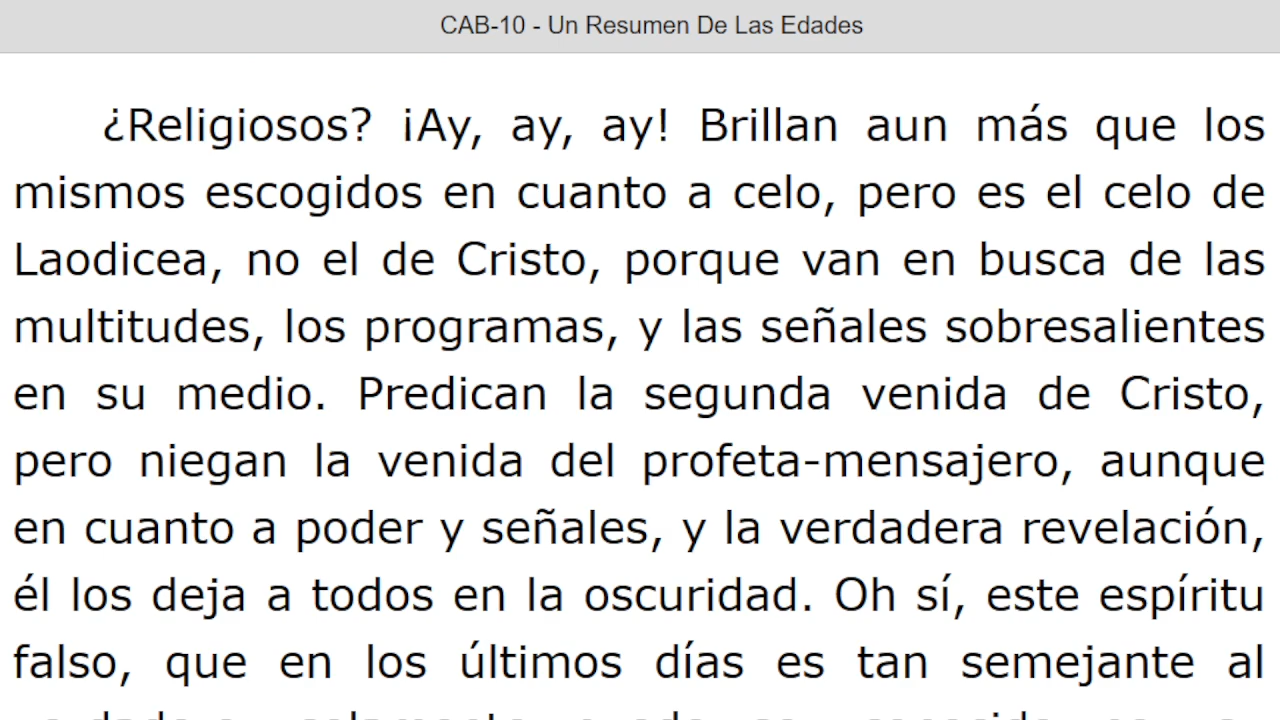 CAB-10 - Un Resumen De Las Edades
¿Religiosos? ¡Ay, ay, ay! Brillan aun más que los
mismos escogidos en cuanto a celo, pero es el celo de
Laodicea, no el de Cristo, porque van en busca de las
multitudes, los programas, y las señales sobresalientes
en su medio. Predican la segunda venida de Cristo,
pero niegan la venida del profeta-mensajero, aunque
en cuanto a poder y señales, y la verdadera revelación,
él los deja a todos en la oscuridad. Oh sí, este espíritu
falso, que en los últimos días es tan semejante al